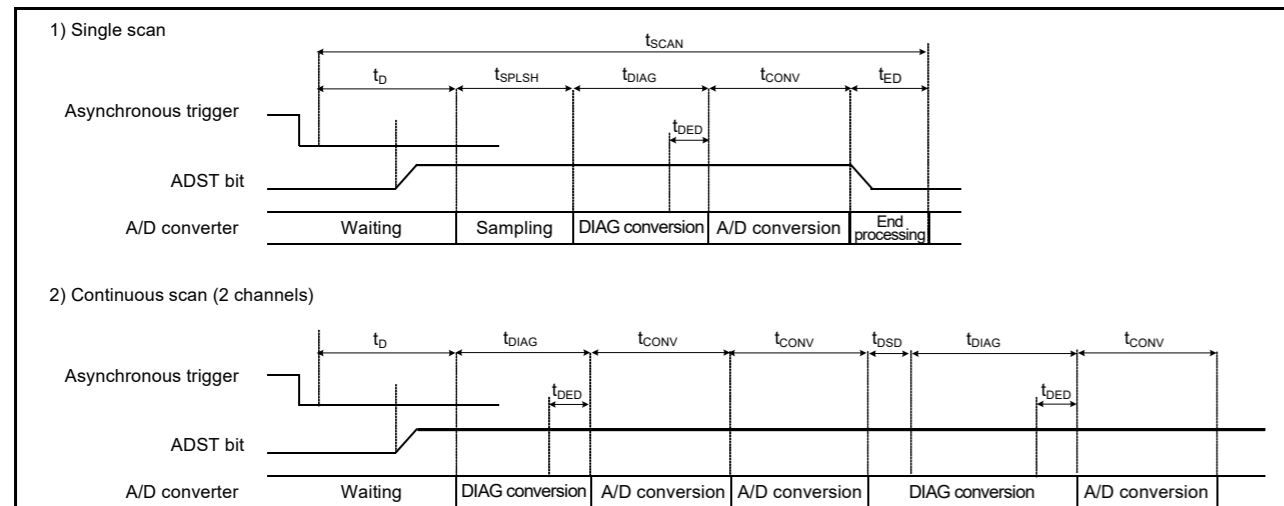 1) Single scan
tSCAN
tD tSPLSH tDIAG tCONV tED
Asynchronous trigger
tDED
ADST bit
A/D converter Waiting Sampling DIAG conversion A/D conversion End processing
2) Continuous scan (2 channels)
tD tDIAG tCONV tCONV tDSD tDIAG tCONV
Asynchronous trigger
tDED tDED
ADST bit
A/D converter Waiting DIAG conversion A/D conversion A/D conversion DIAG conversion A/D conversion